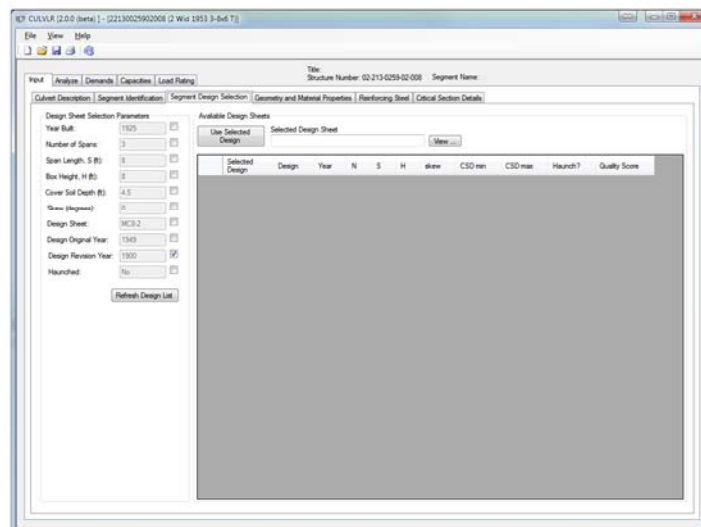 CULVLR [2.0.0 (beta) ] - [22130025902008 (2 Wid 1953 3-8x6 T)]
File View Help
Title:
Structure Number: 02-213-0259-02-008 Segment Name:
Input Analyze Demands Capacities Load Rating
Culvert Description Segment Identification Segment Design Selection Geometry and Material Properties Reinforcing Steel Critical Section Details
Design Sheet Selection Parameters
Year Built: 1925
Number of Spans: 3
Span Length, S (ft): 8
Box Height, H (ft): 8
Cover Soil Depth (ft): 4.5
Skew (degrees): 0
Design Sheet: MC8-2
Design Original Year: 1949
Design Revision Year: 1900
Haunched: No
Refresh Design List
Available Design Sheets
Use Selected Design
Selected Design Sheet
View ...
Selected Design Design Year N S H skew CSD min CSD max Haunch? Quality Score